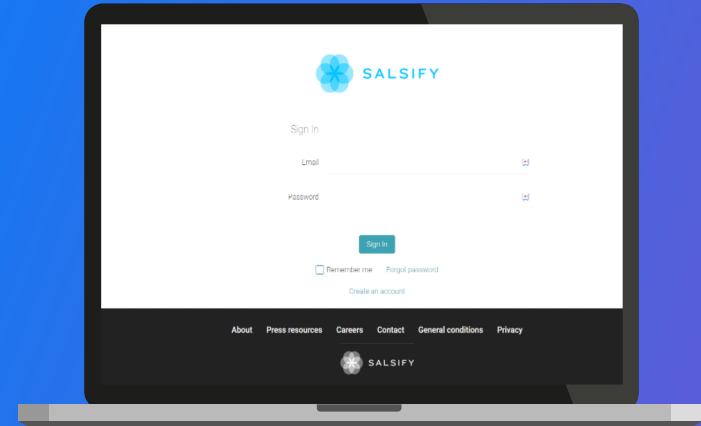 SALSIFY
Sign In
Email
Password
Sign In
Remember me Forgot password
Create an account
About Press resources Careers Contact General conditions Privacy
SALSIFY